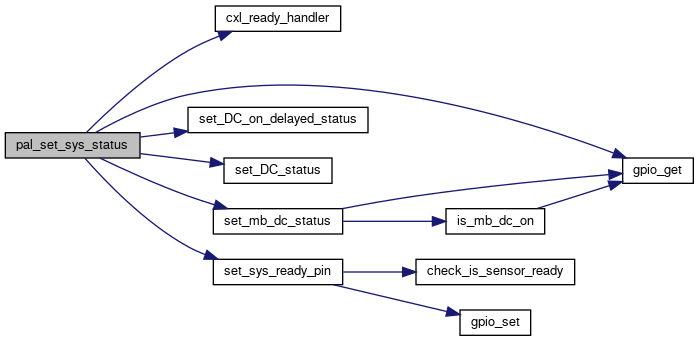 cxl_ready_handler
pal_set_sys_status
set_DC_on_delayed_status
set_DC_status
gpio_get
set_mb_dc_status
is_mb_dc_on
set_sys_ready_pin
check_is_sensor_ready
gpio_set